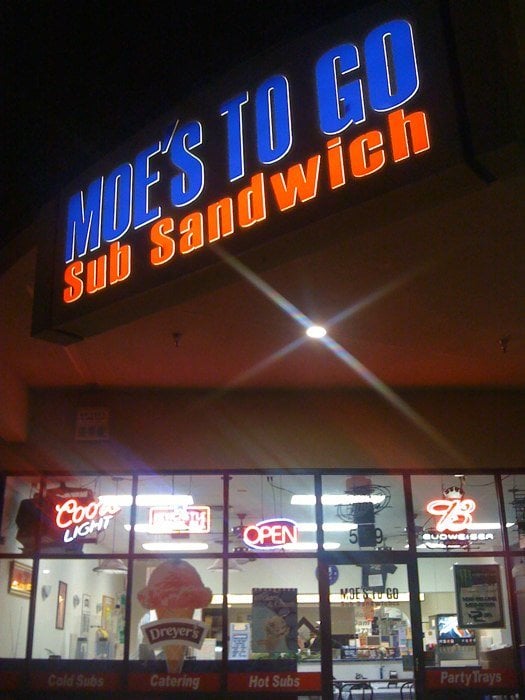 MOE'S TO GO
Sub Sandwich
Coors
LIGHT
OPEN
B
BUDWEISER
MOE'S TO GO
Dreyer's
Cold Subs
Catering
Hot Subs
Party Trays